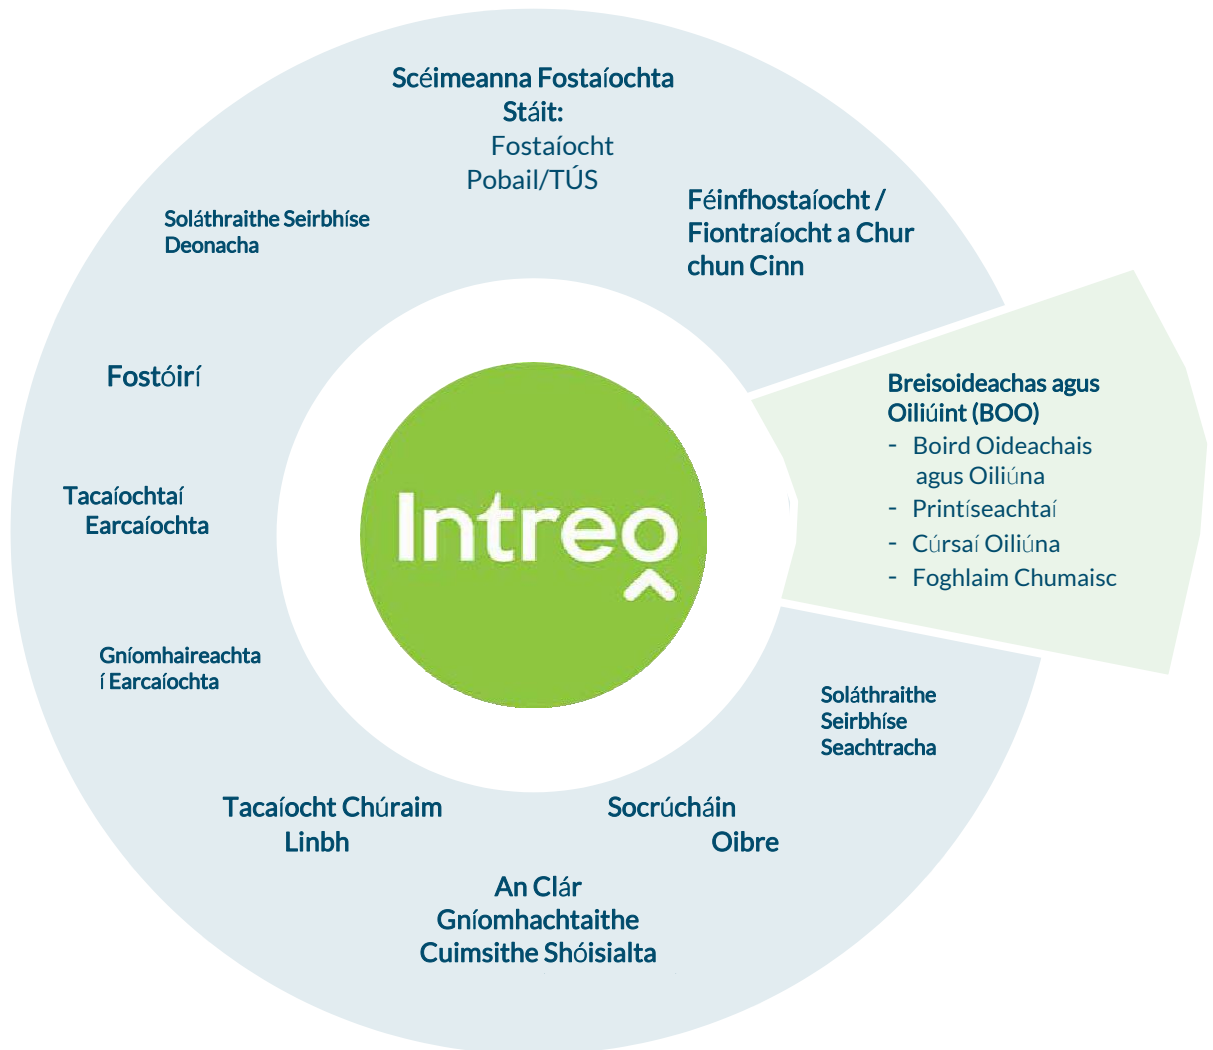 Scéimeanna Fostaíochta
Stáit:
Fostaíocht
Pobail/TÚS
Féinfhostaíocht /
Fiontraíocht a Chur
chun Cinn
Soláthraithe Seirbhíse
Deonacha
Fostóirí
Breisoideachas agus
Oiliúint (BOO)
- Boird Oideachais
agus Oiliúna
- Printíseachtaí
- Cúrsaí Oiliúna
- Foghlaim Chumaisc
Tacaíochtaí
Earcaíochta
Intreo
Gníomhaireachta
í Earcaíochta
Soláthraithe
Seirbhíse
Seachtracha
Tacaíocht Chúraim
Linbh
Socrúcháin
Oibre
An Clár
Gníomhachtaithe
Cuimsithe Shóisialta